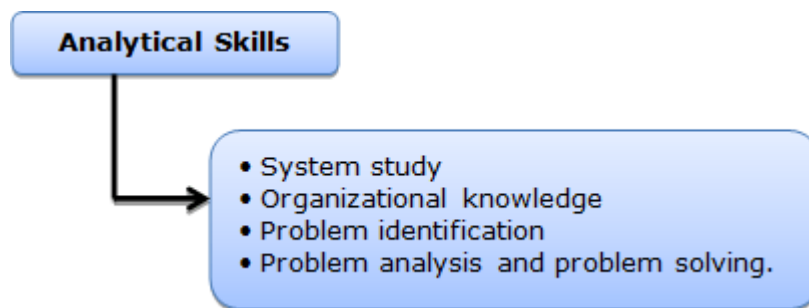 Analytical Skills
• System study
• Organizational knowledge
• Problem identification
• Problem analysis and problem solving.